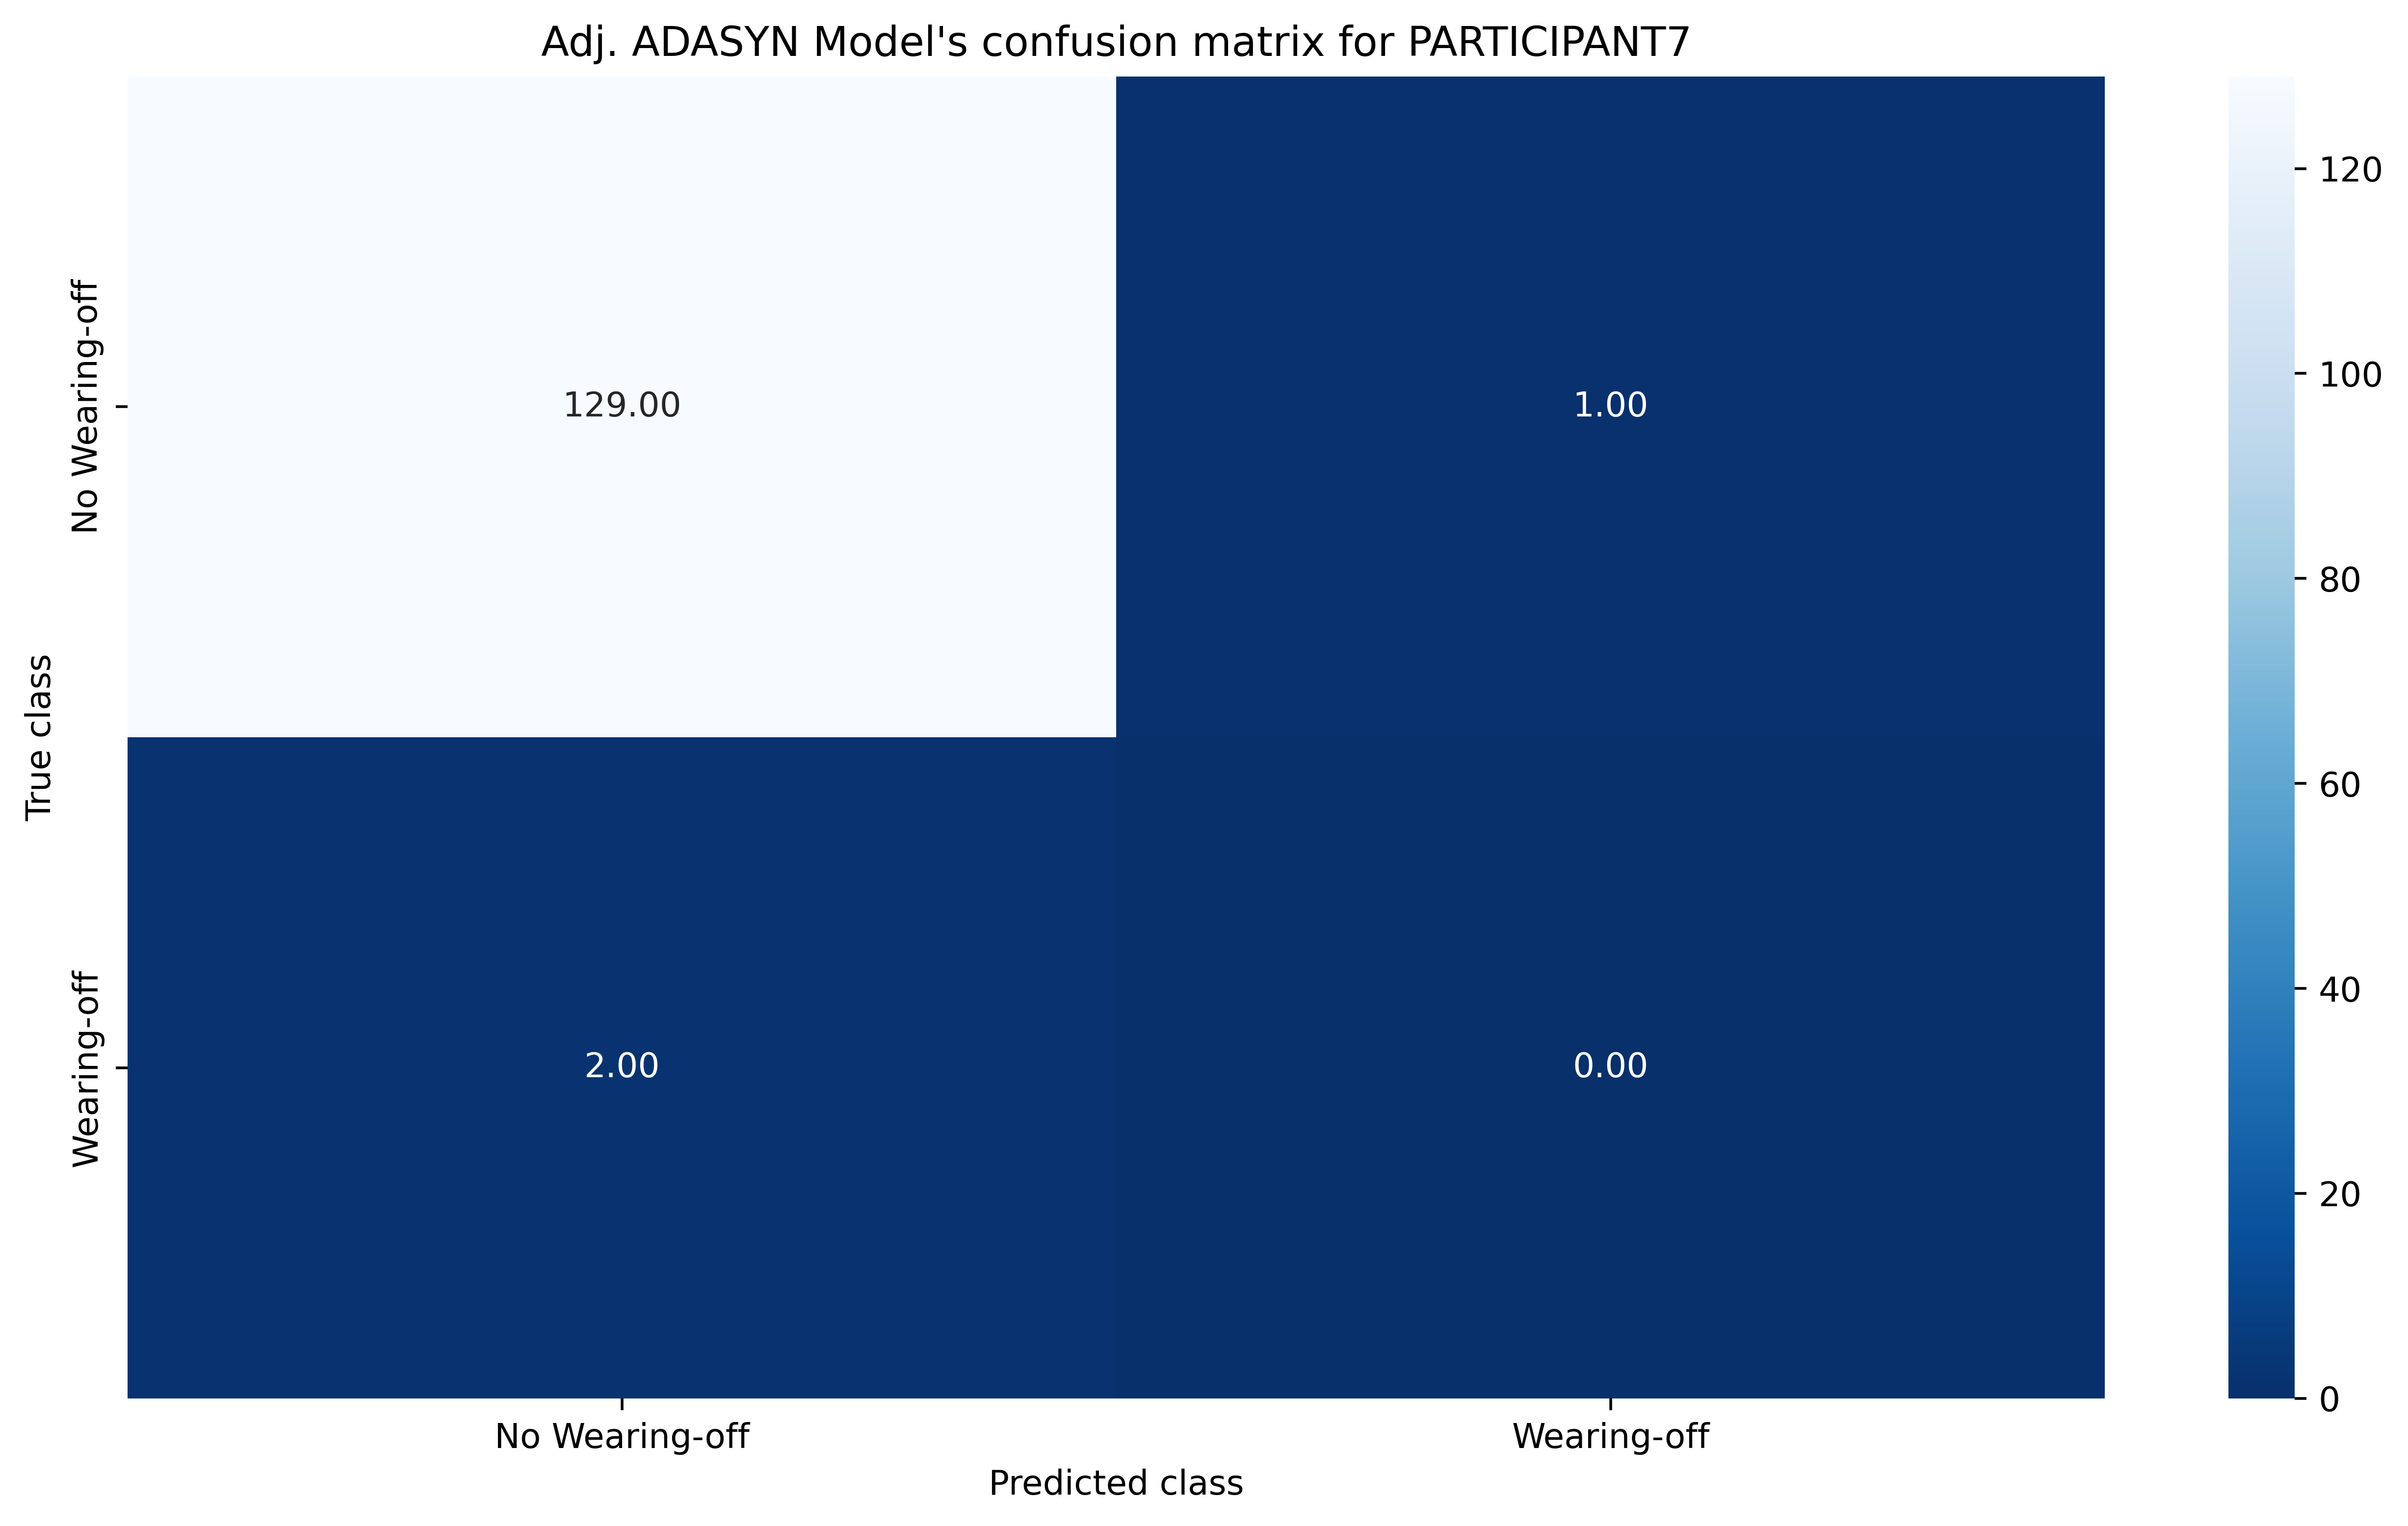 Adj. ADASYN Model's confusion matrix for PARTICIPANT7
True class
No Wearing-off
Wearing-off
129.00
1.00
2.00
0.00
No Wearing-off
Wearing-off
Predicted class
120
100
80
60
40
20
0